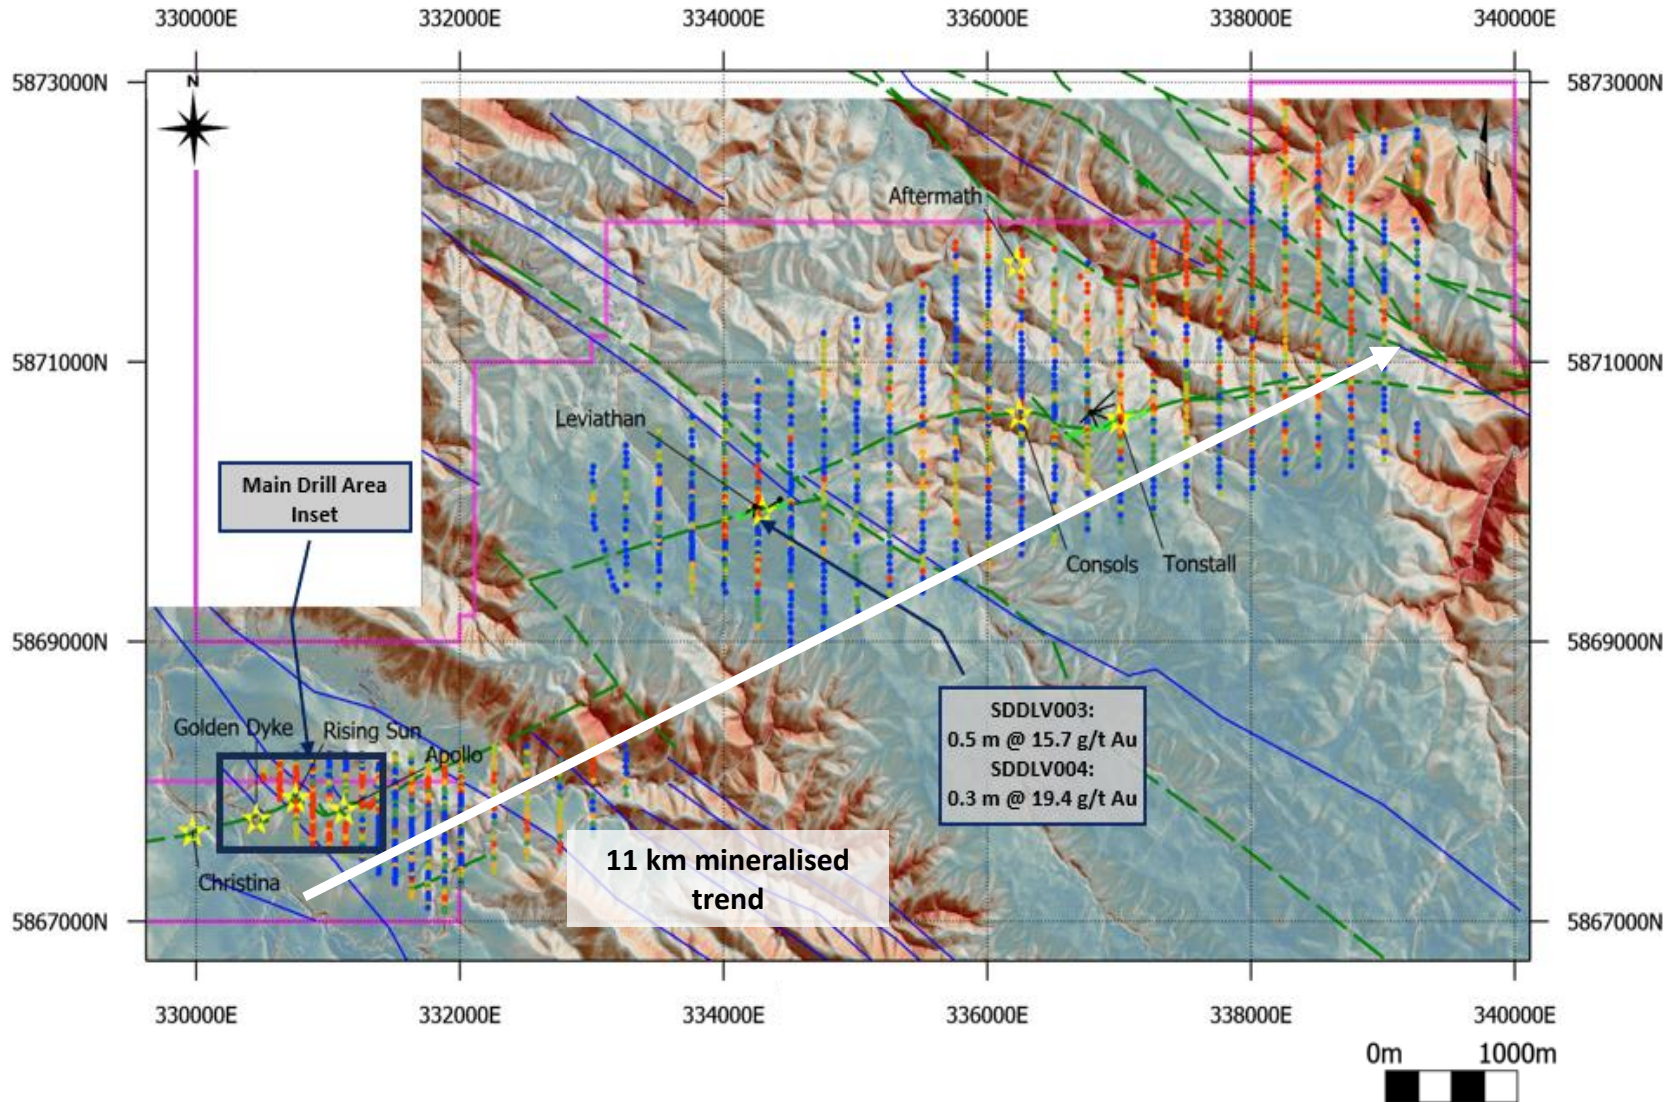 330000E 332000E 334000E 336000E 338000E 340000E
5873000N 5873000N
N
Aftermath
5871000N 5871000N
Leviathan
Main Drill Area
Inset
Consols Tonstall
5869000N 5869000N
SDDLV003:
0.5 m @ 15.7 g/t Au
SDDLV004:
0.3 m @ 19.4 g/t Au
Golden Dyke Rising Sun
Apollo
11 km mineralised
trend
Christina
5867000N 5867000N
330000E 332000E 334000E 336000E 338000E 340000E
0m 1000m